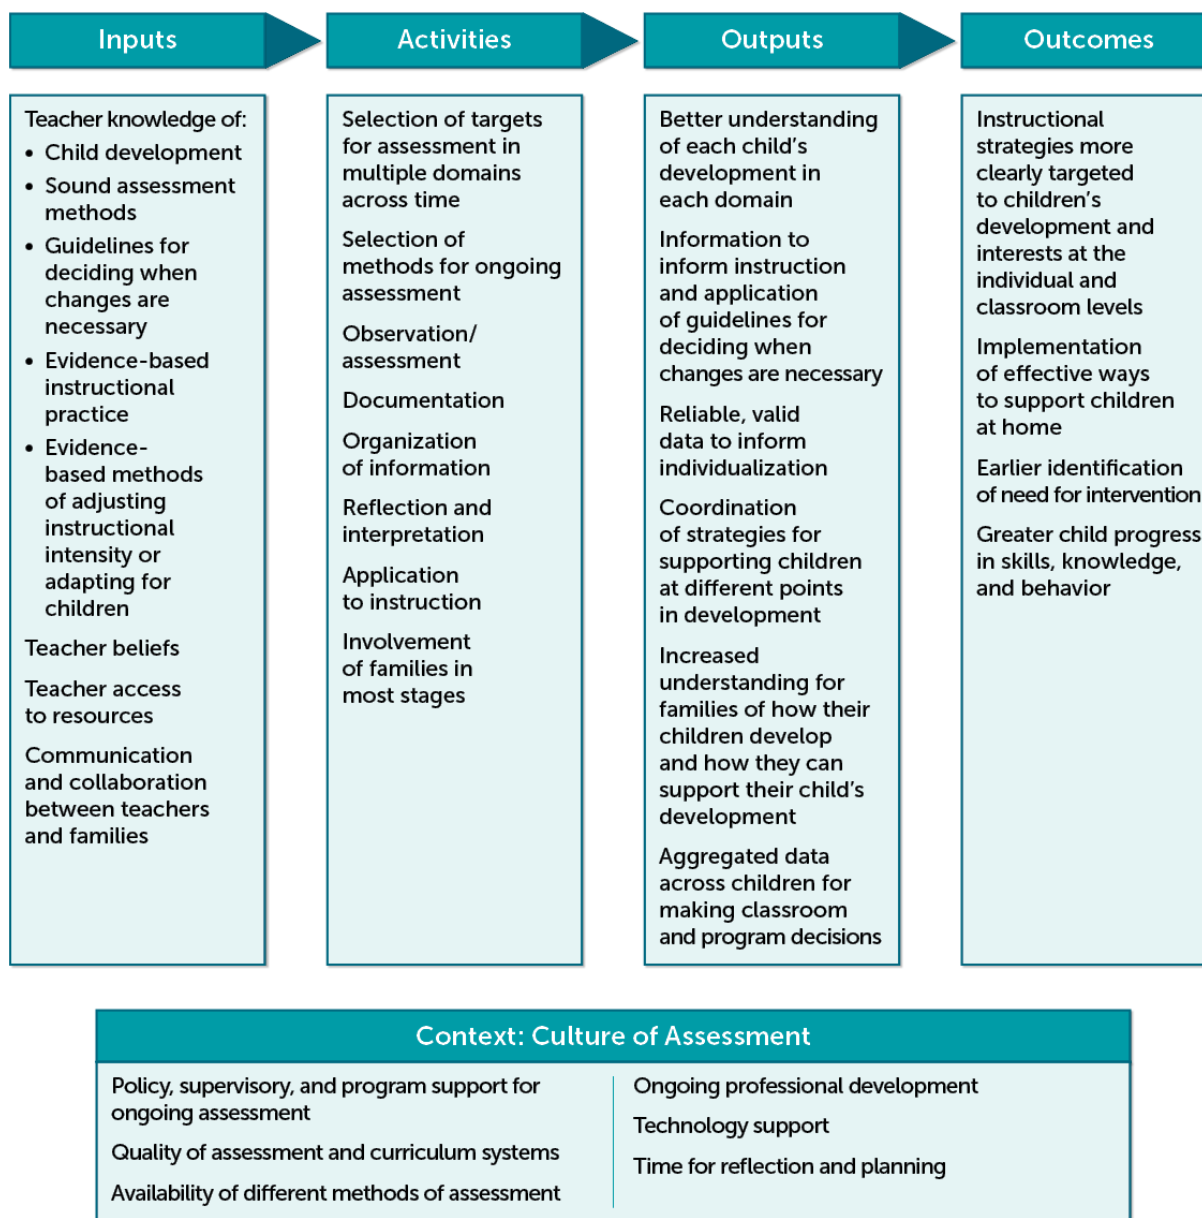 Inputs
Activities
Outputs
Outcomes
Teacher knowledge of:
• Child development
• Sound assessment
methods
• Guidelines for
deciding when
changes are
necessary
• Evidence-based
instructional
practice
• Evidence-
based methods
of adjusting
instructional
intensity or
adapting for
children
Teacher beliefs
Teacher access
to resources
Communication
and collaboration
between teachers
and families
Selection of targets
for assessment in
multiple domains
across time
Selection of
methods for ongoing
assessment
Observation/
assessment
Documentation
Organization
of information
Reflection and
interpretation
Application
to instruction
Involvement
of families in
most stages
Better understanding
of each child’s
development in
each domain
Information to
inform instruction
and application
of guidelines for
deciding when
changes are necessary
Reliable, valid
data to inform
individualization
Coordination
of strategies for
supporting children
at different points
in development
Increased
understanding for
families of how their
children develop
and how they can
support their child’s
development
Aggregated data
across children for
making classroom
and program decisions
Instructional
strategies more
clearly targeted
to children’s
development and
interests at the
individual and
classroom levels
Implementation
of effective ways
to support children
at home
Earlier identification
of need for intervention
Greater child progress
in skills, knowledge,
and behavior
Context: Culture of Assessment
Policy, supervisory, and program support for
ongoing assessment
Quality of assessment and curriculum systems
Availability of different methods of assessment
Ongoing professional development
Technology support
Time for reflection and planning